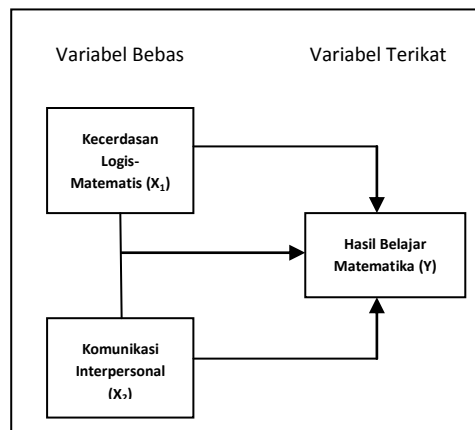 Variabel Bebas
Variabel Terikat
Kecerdasan
Logis-
Matematis (X₁)
Hasil Belajar
Matematika (Y)
Komunikasi
Interpersonal
(X₂)